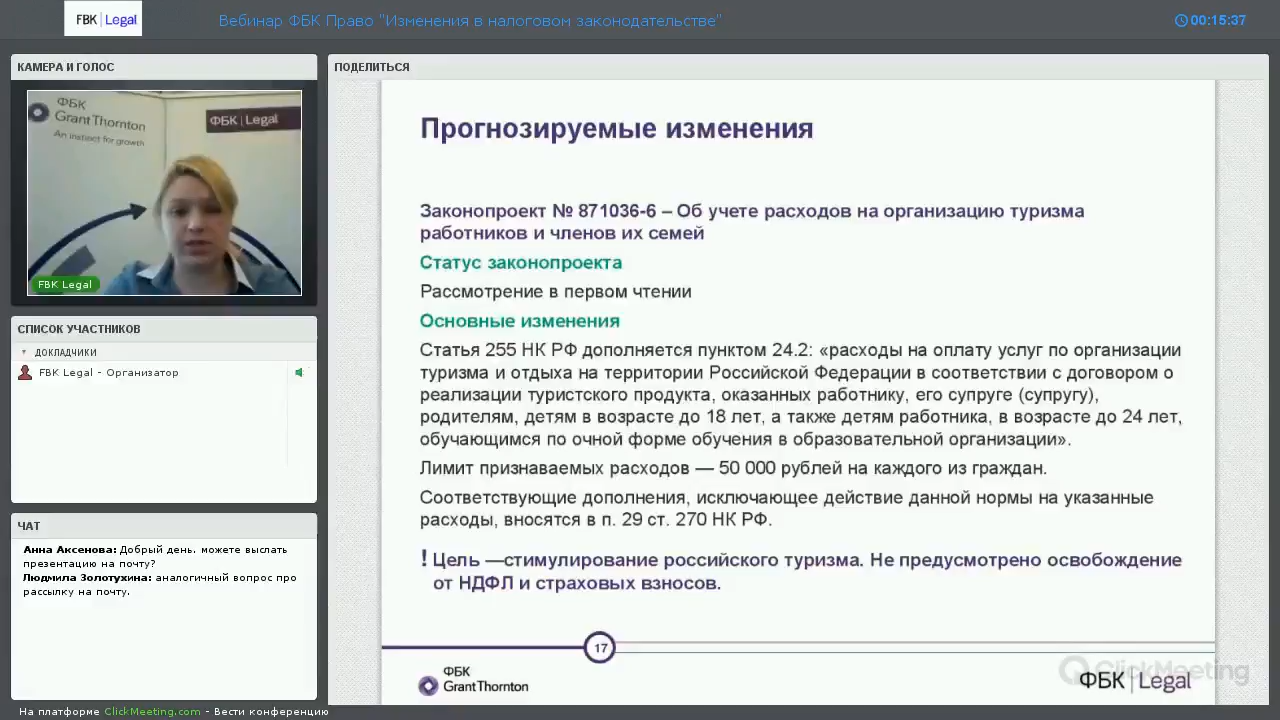 FBK Legal
Вебинар ФБК Право "Изменения в налоговом законодательстве"
00:15:37
КАМЕРА И ГОЛОС
ФБК
Grant Thornton
An instinct for growth
ФБК Legal
FBK Legal
СПИСОК УЧАСТНИКОВ
ДОКЛАДЧИКИ
FBK Legal - Организатор
ЧАТ
Анна Аксенова: Добрый день. можете выслать
презентацию на почту?
Людмила Золотухина: аналогичный вопрос про
рассылку на почту.
ПОДЕЛИТЬСЯ
Прогнозируемые изменения
Законопроект № 871036-6 – Об учете расходов на организацию туризма
работников и членов их семей
Статус законопроекта
Рассмотрение в первом чтении
Основные изменения
Статья 255 НК РФ дополняется пунктом 24.2: «расходы на оплату услуг по организации
туризма и отдыха на территории Российской Федерации в соответствии с договором о
реализации туристского продукта, оказанных работнику, его супруге (супругу),
родителям, детям в возрасте до 18 лет, а также детям работника, в возрасте до 24 лет,
обучающимся по очной форме обучения в образовательной организации».
Лимит признаваемых расходов — 50 000 рублей на каждого из граждан.
Соответствующие дополнения, исключающее действие данной нормы на указанные
расходы, вносятся в п. 29 ст. 270 НК РФ.
! Цель —стимулирование российского туризма. Не предусмотрено освобождение
от НДФЛ и страховых взносов.
17
ФБК
Grant Thornton
ClickMeeting
ФБК Legal
На платформе ClickMeeting.com - Вести конференцию